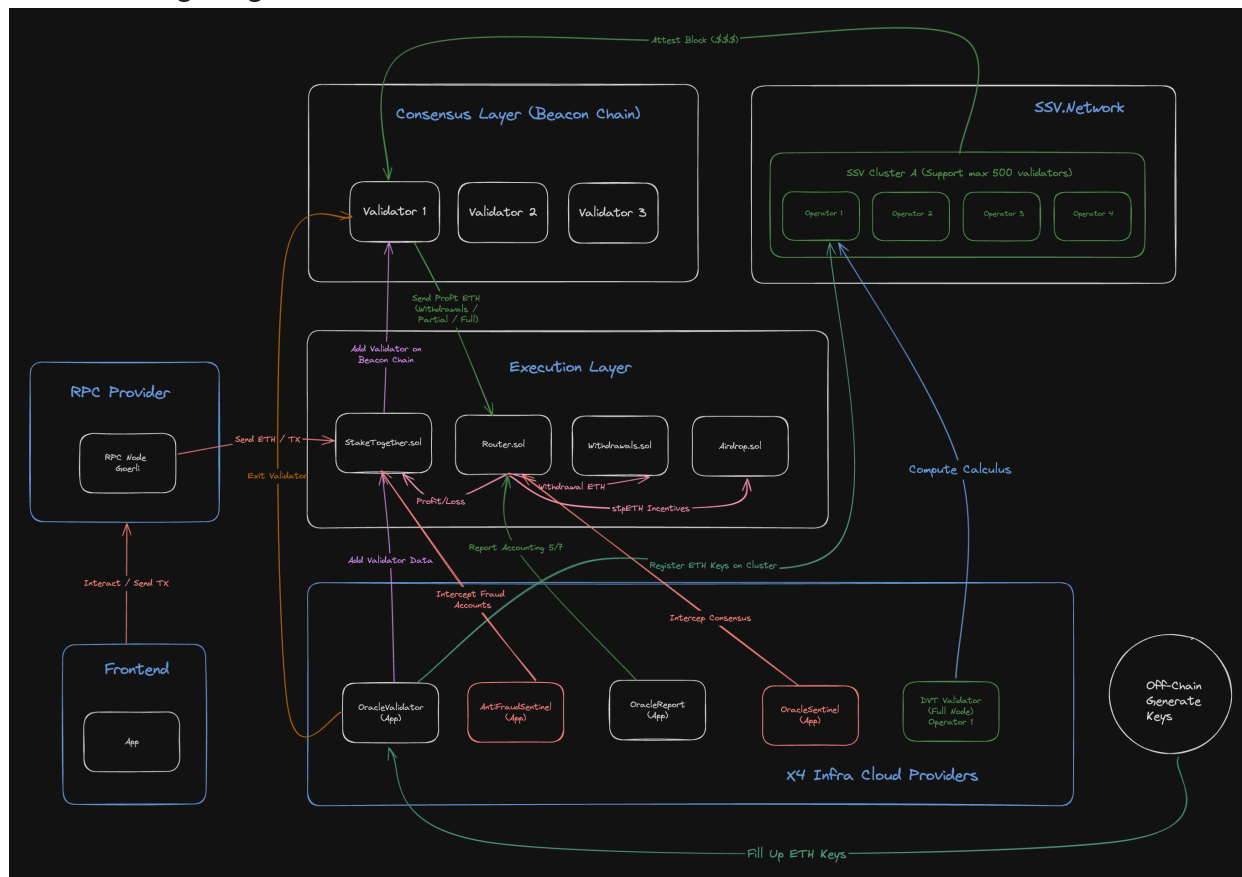 Attest Block ($$$)
Consensus Layer (Beacon Chain)
SSV.Network
SSV Cluster A (Support max 500 validators)
Validator 1
Validator 2
Validator 3
Operator 1
Operator 2
Operator 3
Operator 4
Send Proft ETH
(Withdrawals /
Partial / Full)
Add Validator on
Beacon Chain
Execution Layer
RPC Provider
RPC Node
Goerli
Send ETH / TX
StakeTogether.sol
Router.sol
Withdrawals.sol
Airdrop.sol
Exit Validator
Compute Calculus
Profit/Loss
Withdrawal ETH
stpETH Incentives
Report Accounting 5/7
Add Validator Data
Register ETH Keys on Cluster
Interact / Send TX
Intercept Fraud
Accounts
Intercep Consensus
Frontend
App
OracleValidator
(App)
AntiFraudSentinel
(App)
OracleReport
(App)
OracleSentinel
(App)
DVT Validator
(Full Node)
Operator 1
Off-Chain
Generate
Keys
x4 Infra Cloud Providers
Fill Up ETH Keys